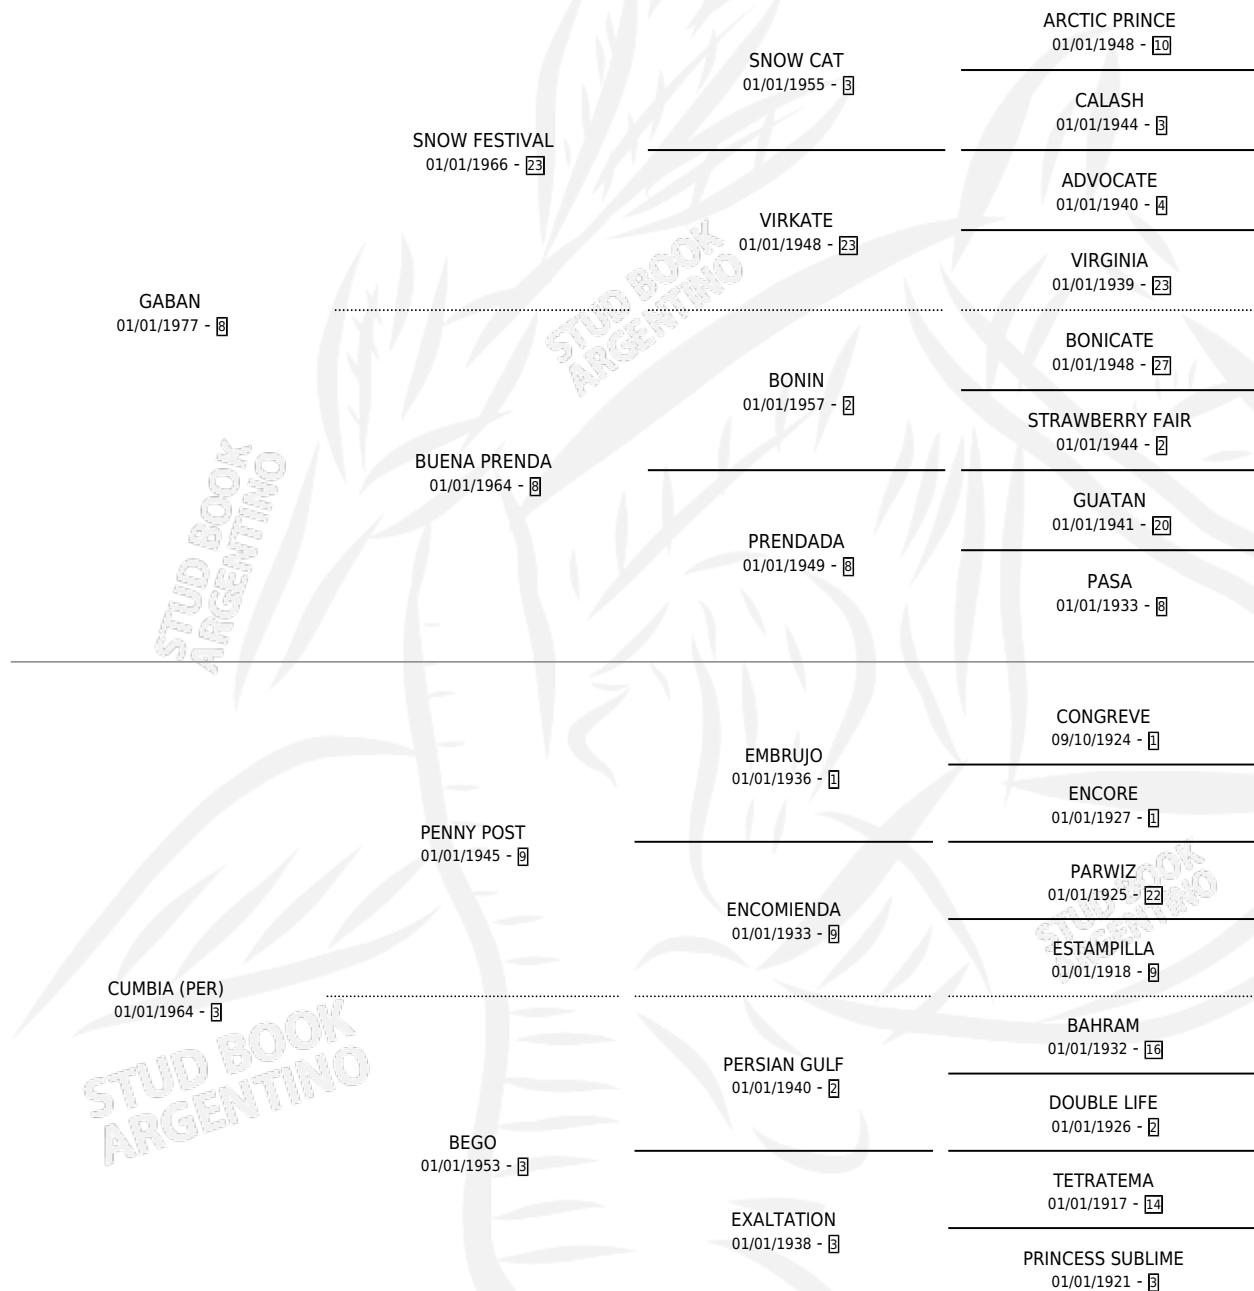 ARCTIC PRINCE
01/01/1948 - 10
SNOW CAT
01/01/1955 - 3
CALASH
01/01/1944 - 3
SNOW FESTIVAL
01/01/1966 - 23
ADVOCATE
01/01/1940 - 4
VIRKATE
01/01/1948 - 23
VIRGINIA
01/01/1939 - 23
GABAN
01/01/1977 - 8
BONICATE
01/01/1948 - 27
BONIN
01/01/1957 - 2
STRAWBERRY FAIR
01/01/1944 - 2
BUENA PRENDA
01/01/1964 - 8
GUATAN
01/01/1941 - 20
PRENDADA
01/01/1949 - 8
PASA
01/01/1933 - 8
CONGREVE
09/10/1924 - 1
EMBRUJO
01/01/1936 - 1
ENCORE
01/01/1927 - 1
PENNY POST
01/01/1945 - 9
PARWIZ
01/01/1925 - 22
ENCOMIENDA
01/01/1933 - 9
ESTAMPILLA
01/01/1918 - 9
CUMBIA (PER)
01/01/1964 - 3
BAHRAM
01/01/1932 - 16
PERSIAN GULF
01/01/1940 - 2
DOUBLE LIFE
01/01/1926 - 2
BEGO
01/01/1953 - 3
TETRATEMA
01/01/1917 - 14
EXALTATION
01/01/1938 - 3
PRINCESS SUBLIME
01/01/1921 - 3
STUD BOOK
ARGENTINO
STUD BOOK
ARGENTINO
STUD BOOK
ARGENTINO
STUD BOOK
ARGENTINO